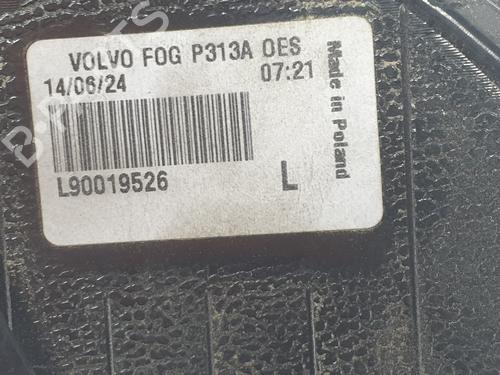 VOLVO FOG P313A OES
14/06/24 07:21
L90019526 L
Made in Poland